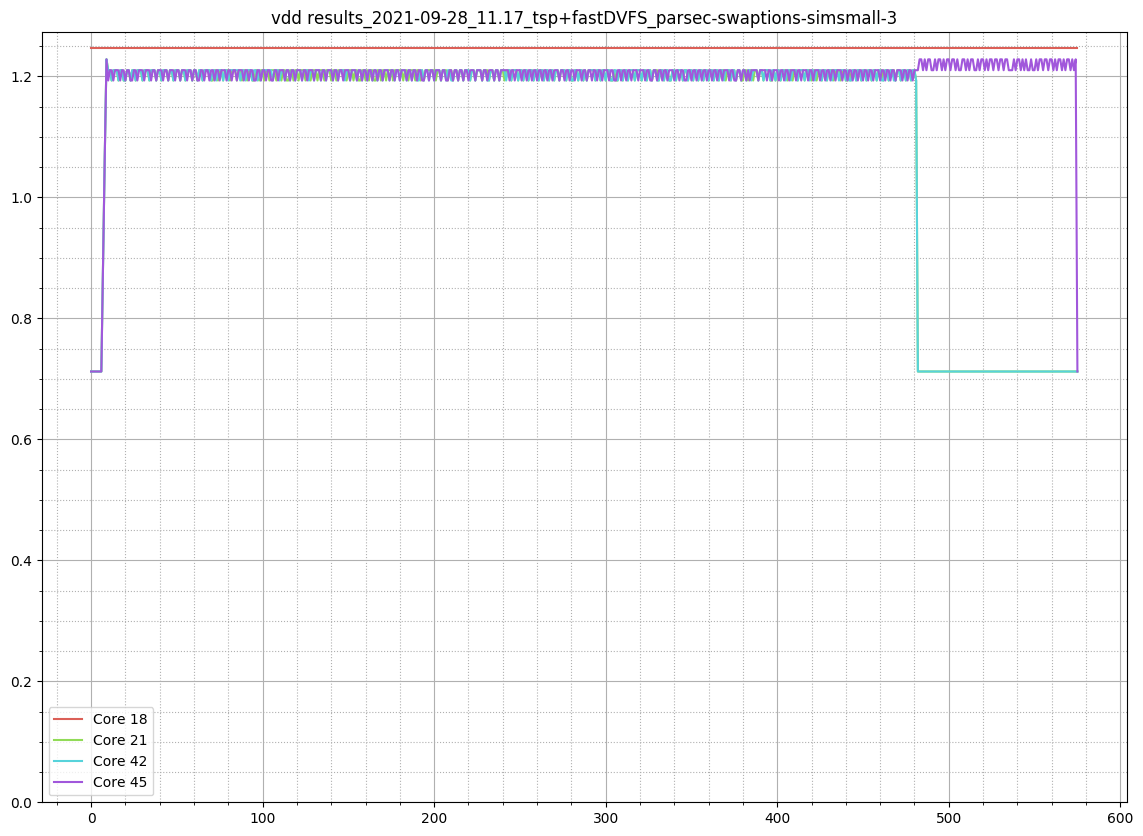 vdd results_2021-09-28_11.17_tsp+fastDVFS_parsec-swaptions-simsmall-3
1.2
1.0
0.8
0.6
0.4
0.2
0.0
Core 18
Core 21
Core 42
Core 45
0 100 200 300 400 500 600